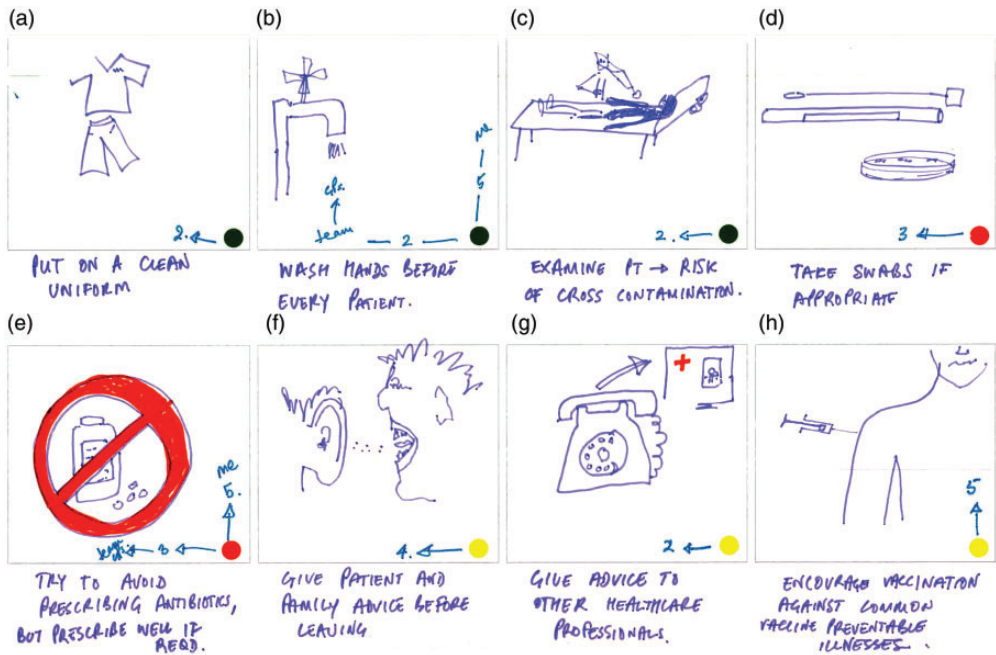 (a)
2.
PUT ON A CLEAN
UNIFORM
(b)
me
5
team
2
WASH HANDS BEFORE
EVERY PATIENT.
(c)
2.
EXAMINE PT → RISK
OF CROSS CONTAMINATION.
(d)
3
TAKE SWABS IF
APPROPRIATE
(e)
me
5.
3
TRY TO AVOID
PRESCRIBING ANTIBIOTICS,
BUT PRESCRIBE WELL IF
REQD.
(f)
4.
GIVE PATIENT AND
FAMILY ADVICE BEFORE
LEAVING
(g)
2
GIVE ADVICE TO
OTHER HEALTHCARE
PROFESSIONALS.
(h)
5
ENCOURAGE VACCINATION
AGAINST COMMON
VACCINE PREVENTABLE
ILLNESSES.